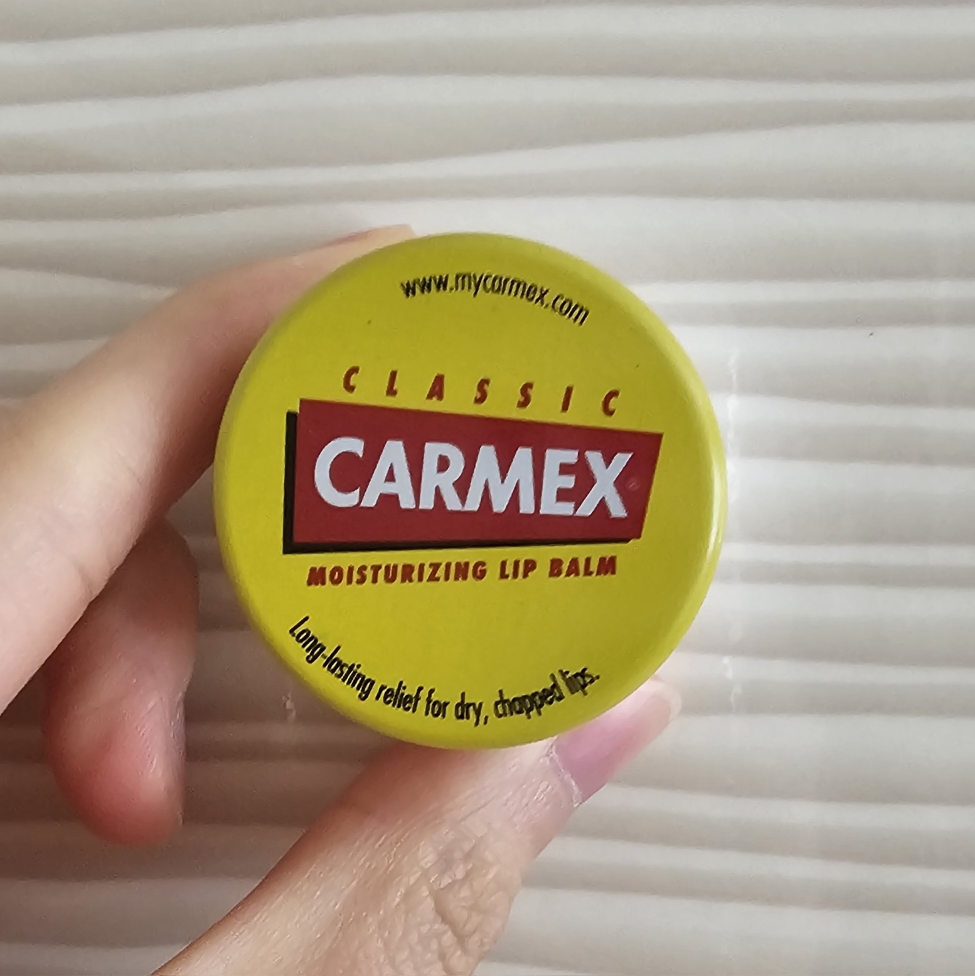 www.mycarmex.com
CLASSIC
CARMEX
MOISTURIZING LIP BALM
Long-lasting relief for dry, chapped lips.